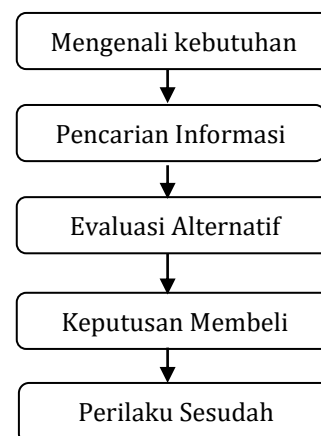 Mengenali kebutuhan
Pencarian Informasi
Evaluasi Alternatif
Keputusan Membeli
Perilaku Sesudah